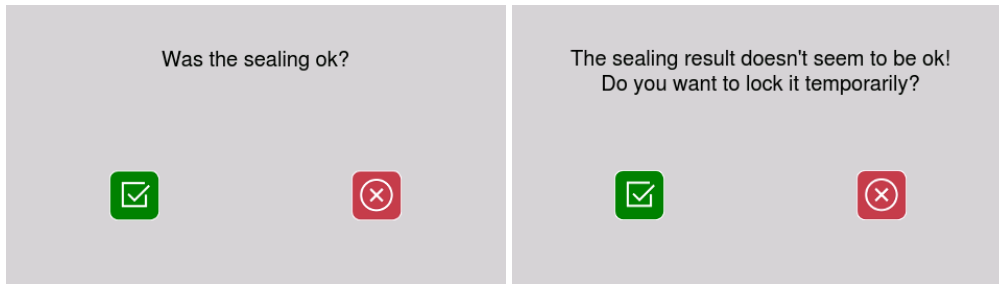 Was the sealing ok?
The sealing result doesn't seem to be ok!
Do you want to lock it temporarily?